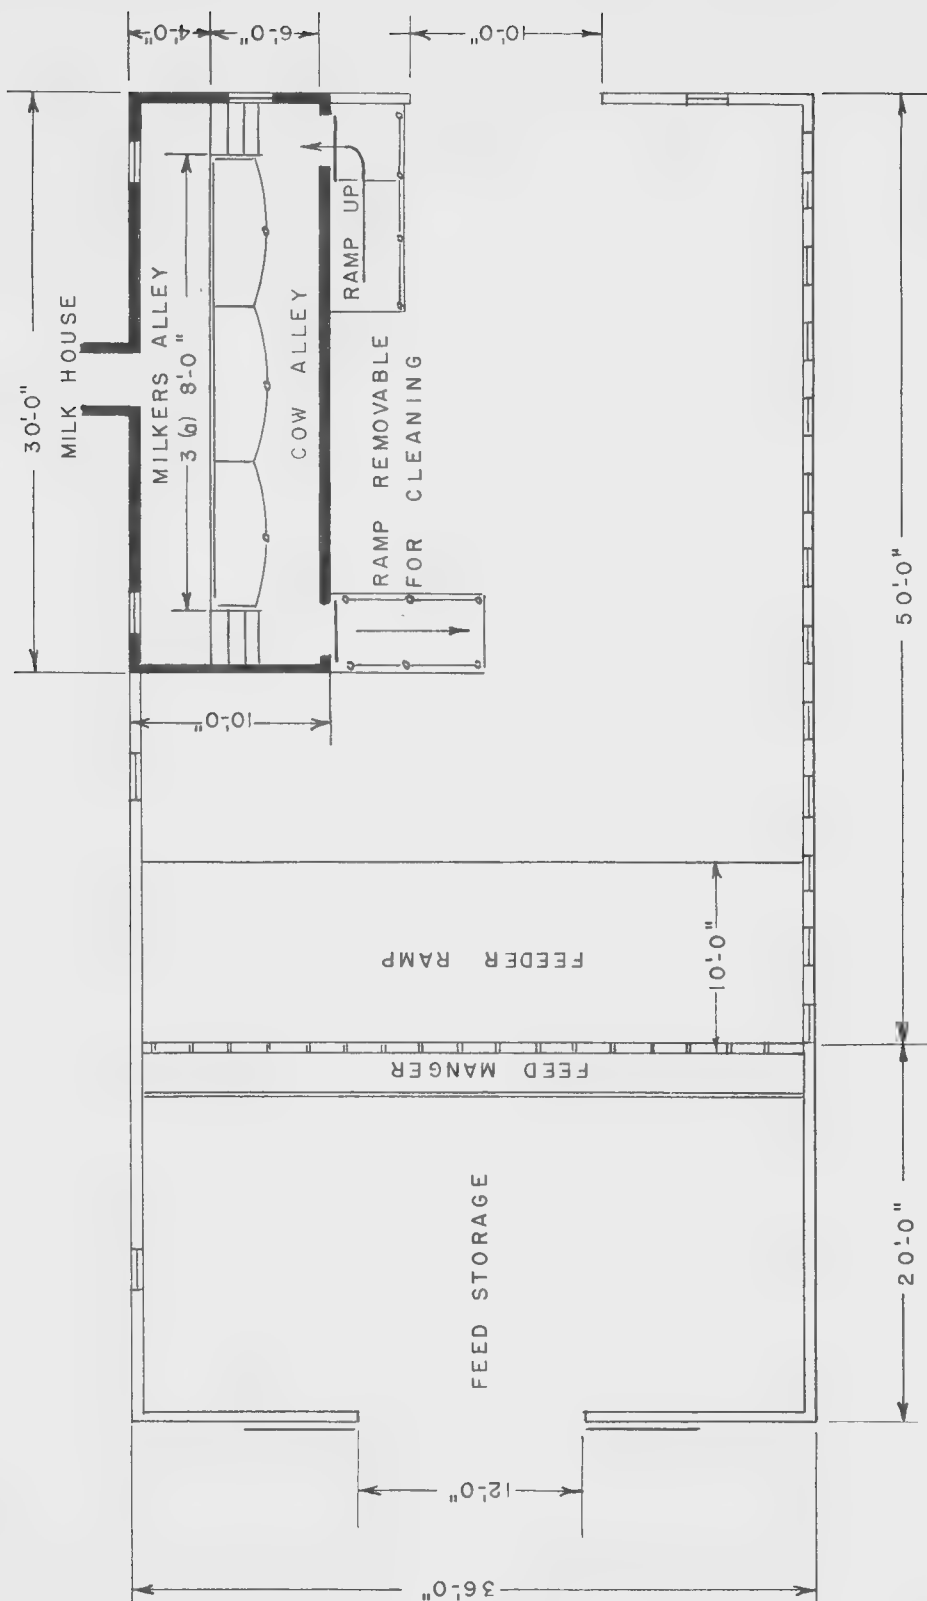 4'-0"
6'-0"
10'-0"
30'-0"
MILK HOUSE
MILKERS ALLEY
3 @ 8'-0"
COW ALLEY
RAMP UP
RAMP REMOVABLE
FOR CLEANING
10'-0"
50'-0"
FEEDER RAMP
10'-0"
FEED MANGER
FEED STORAGE
20'-0"
12'-0"
36'-0"